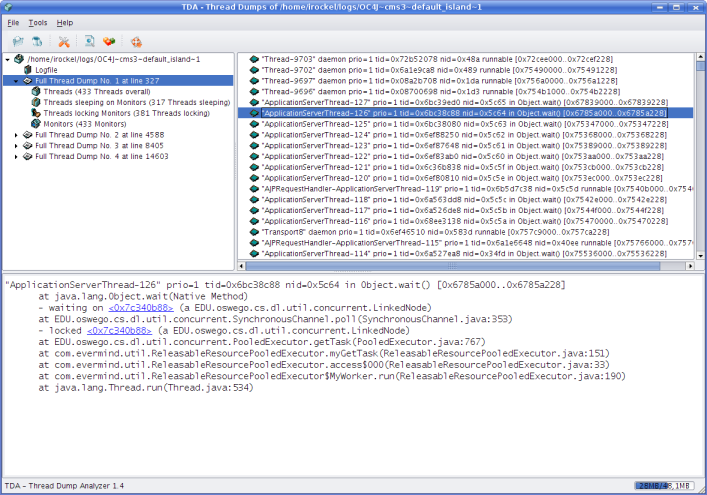 TDA - Thread Dumps of /home/irockel/logs/OC4J~cms3~default_island~1
File Tools Help
/home/irockel/logs/OC4J~cms3~default_island~1
Logfile
Full Thread Dump No. 1 at line 327
Threads (433 Threads overall)
Threads sleeping on Monitors (317 Threads sleeping)
Threads locking Monitors (381 Threads locking)
Monitors (433 Monitors)
Full Thread Dump No. 2 at line 4588
Full Thread Dump No. 3 at line 8405
Full Thread Dump No. 4 at line 14603
"Thread-9703" daemon prio=1 tid=0x72b52078 nid=0x48a runnable [0x72cee000..0x72cef228]
"Thread-9702" daemon prio=1 tid=0x6a1e9ca8 nid=0x489 runnable [0x75490000..0x75491228]
"Thread-9697" daemon prio=1 tid=0x08a2b708 nid=0x1da runnable [0x756a0000..0x756a1228]
"Thread-9696" daemon prio=1 tid=0x08700698 nid=0x1d3 runnable [0x754b1000..0x754b2228]
"ApplicationServerThread-127" prio=1 tid=0x6bc39ed0 nid=0x5c65 in Object.wait() [0x67839000..0x67839228]
"ApplicationServerThread-126" prio=1 tid=0x6bc38c88 nid=0x5c64 in Object.wait() [0x6785a000..0x6785a228]
"ApplicationServerThread-125" prio=1 tid=0x6bc38080 nid=0x5c63 in Object.wait() [0x75347000..0x75347228]
"ApplicationServerThread-124" prio=1 tid=0x6ef88250 nid=0x5c62 in Object.wait() [0x75368000..0x75368228]
"ApplicationServerThread-123" prio=1 tid=0x6ef87648 nid=0x5c61 in Object.wait() [0x75389000..0x75389228]
"ApplicationServerThread-122" prio=1 tid=0x6ef83ab0 nid=0x5c60 in Object.wait() [0x753aa000..0x753aa228]
"ApplicationServerThread-121" prio=1 tid=0x6c36b838 nid=0x5c5f in Object.wait() [0x753cb000..0x753cb228]
"ApplicationServerThread-120" prio=1 tid=0x6ef80810 nid=0x5c5e in Object.wait() [0x753ec000..0x753ec228]
"AJPRequestHandler-ApplicationServerThread-119" prio=1 tid=0x6b5d7c38 nid=0x5c5d runnable [0x7540b000..0x7540
"ApplicationServerThread-118" prio=1 tid=0x6a563dd8 nid=0x5c5c in Object.wait() [0x7542e000..0x7542e228]
"ApplicationServerThread-117" prio=1 tid=0x6a526de8 nid=0x5c5b in Object.wait() [0x7544f000..0x7544f228]
"ApplicationServerThread-116" prio=1 tid=0x68ee3138 nid=0x5c5a in Object.wait() [0x75470000..0x75470228]
"Transport8" daemon prio=1 tid=0x6ef46510 nid=0x583d runnable [0x757c9000..0x757ca228]
"AJPRequestHandler-ApplicationServerThread-115" prio=1 tid=0x6a1e6648 nid=0x40ee runnable [0x75766000..0x7576
"ApplicationServerThread-114" prio=1 tid=0x6a527ea8 nid=0x34fd in Object.wait() [0x75536000..0x75536228]
"ApplicationServerThread-126" prio=1 tid=0x6bc38c88 nid=0x5c64 in Object.wait() [0x6785a000..0x6785a228]
at java.lang.Object.wait(Native Method)
- waiting on <0x7c340b88> (a EDU.oswego.cs.dl.util.concurrent.LinkedNode)
at EDU.oswego.cs.dl.util.concurrent.SynchronousChannel.poll(SynchronousChannel.java:353)
- locked <0x7c340b88> (a EDU.oswego.cs.dl.util.concurrent.LinkedNode)
at EDU.oswego.cs.dl.util.concurrent.PooledExecutor.getTask(PooledExecutor.java:767)
at com.evermind.util.ReleasableResourcePooledExecutor.myGetTask(ReleasableResourcePooledExecutor.java:151)
at com.evermind.util.ReleasableResourcePooledExecutor.access$000(ReleasableResourcePooledExecutor.java:33)
at com.evermind.util.ReleasableResourcePooledExecutor$MyWorker.run(ReleasableResourcePooledExecutor.java:190)
at java.lang.Thread.run(Thread.java:534)
TDA - Thread Dump Analyzer 1.4
28MB/48,1MB